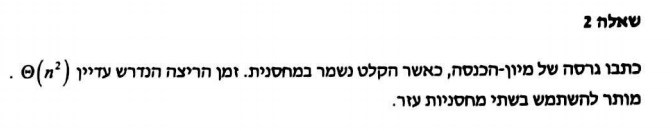 שאלה 2
כתבו גרסה של מיון-הכנסה, כאשר הקלט נשמר במחסנית. זמן הריצה הנדרש עדיין Θ(n²) .
מותר להשתמש בשתי מחסניות עזר.